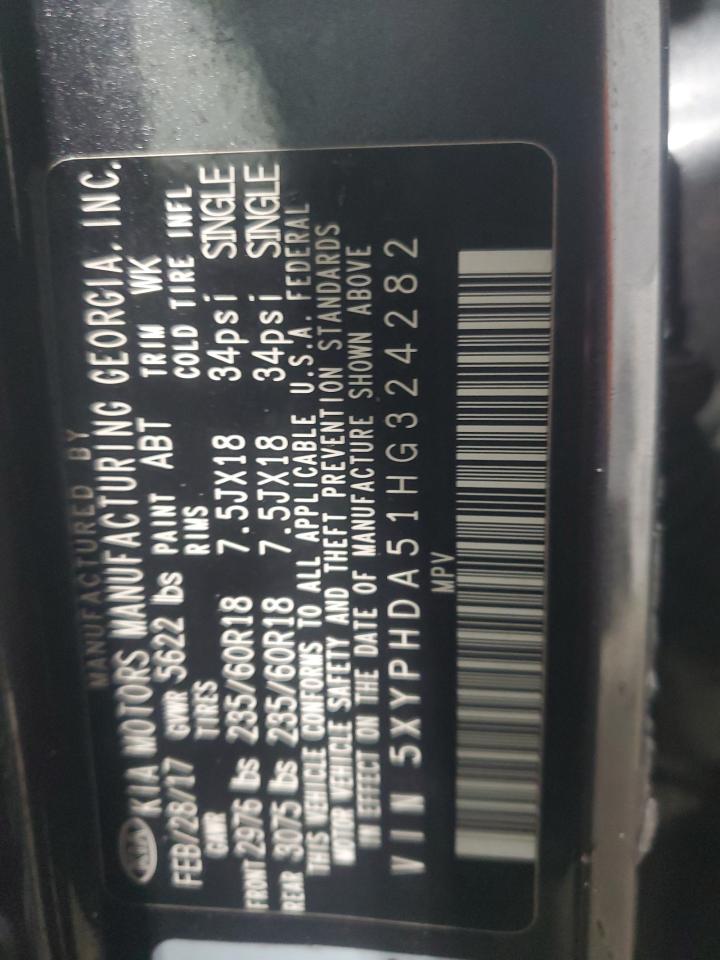 MANUFACTURED BY
KIA KIA MOTORS MANUFACTURING GEORGIA, INC.
FEB/28/17 GVWR 5622 lbs PAINT ABT TRIM WK
GAWR TIRES RIMS COLD TIRE INFL
FRONT 2976 lbs 235/60R18 7.5JX18 34psi SINGLE
REAR 3075 lbs 235/60R18 7.5JX18 34psi SINGLE
THIS VEHICLE CONFORMS TO ALL APPLICABLE U.S.A. FEDERAL
MOTOR VEHICLE SAFETY AND THEFT PREVENTION STANDARDS
IN EFFECT ON THE DATE OF MANUFACTURE SHOWN ABOVE
VIN 5XYPHDA51HG324282
MPV